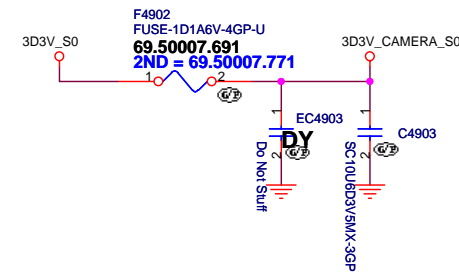 F4902
FUSE-1D1A6V-4GP-U
69.50007.691
2ND = 69.50007.771
3D3V_S0
3D3V_CAMERA_S0
1
2
G/P
1
EC4903
DY
G/P
2
Do Not Stuff
1
C4903
G/P
2
SC10U6D3V5MX-3GP